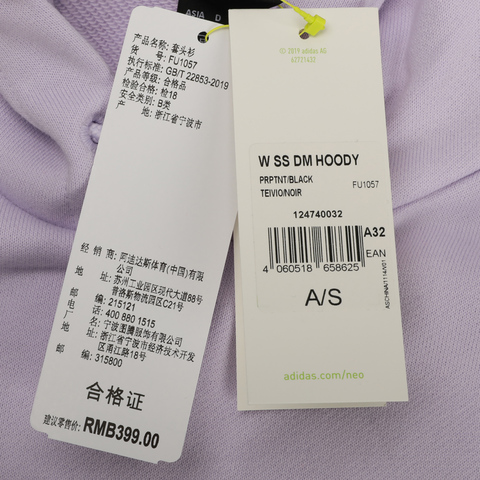 ASIA D
产品名称: 套头衫
货 号: FU1057
执行标准: GB/T 22853-2019
产品等级: 合格品
检验合格: 检18
安全类别: B类
产 地: 浙江省宁波市
经 销 商: 阿迪达斯体育(中国)有限
公司
地 址: 苏州工业园区现代大道88号
普洛斯物流园区C21号
邮 编: 215121
电 话: 400 880 1515
厂 名: 宁波图腾服饰有限公司
地 址: 浙江省宁波市经济技术开发
区甬江路18号
邮 编: 315800
合格证
建议零售价: RMB399.00
© 2019 adidas AG
W SS DM HOODY
PRPTNT/BLACK
TEIVIO/NOIR
FU1057
124740032
A32
EAN
4 060518 658625
ASCHINA1114/V01
A/S
adidas.com/neo